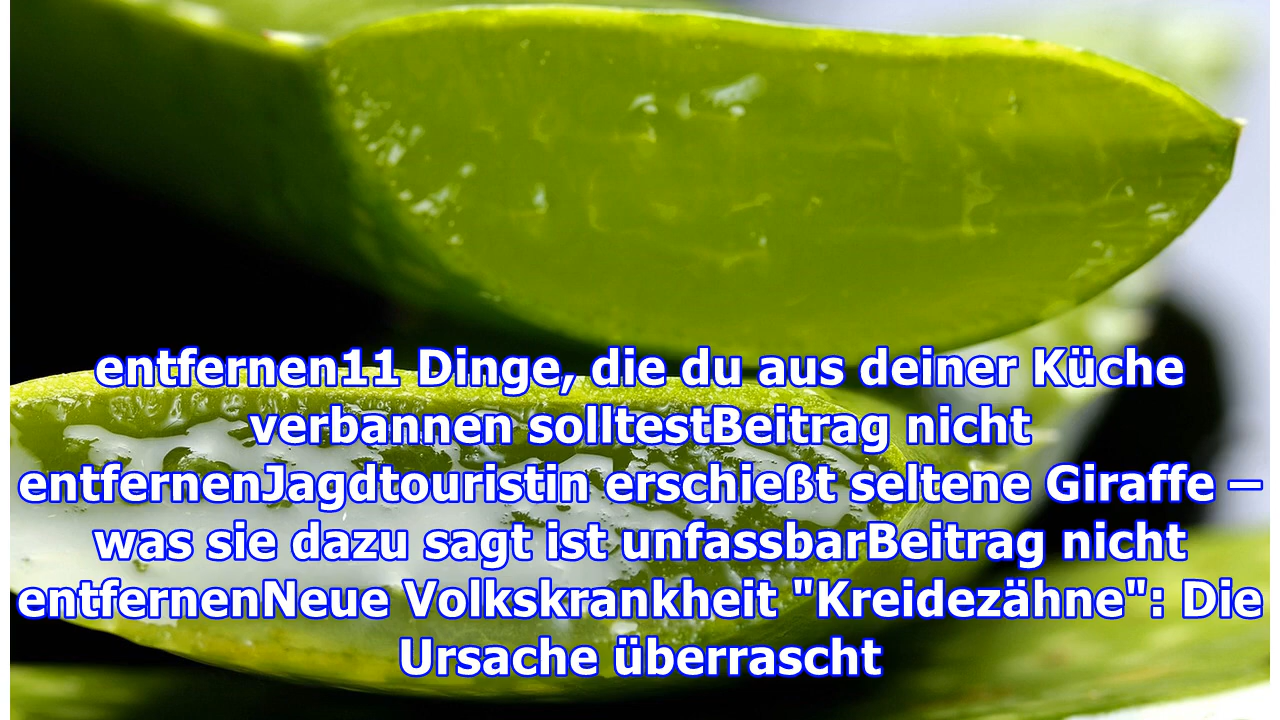 entfernen11 Dinge, die du aus deiner Küche
verbannen solltestBeitrag nicht
entfernenJagdtouristin erschießt seltene Giraffe –
was sie dazu sagt ist unfassbarBeitrag nicht
entfernenNeue Volkskrankheit "Kreidezähne": Die
Ursache überrascht